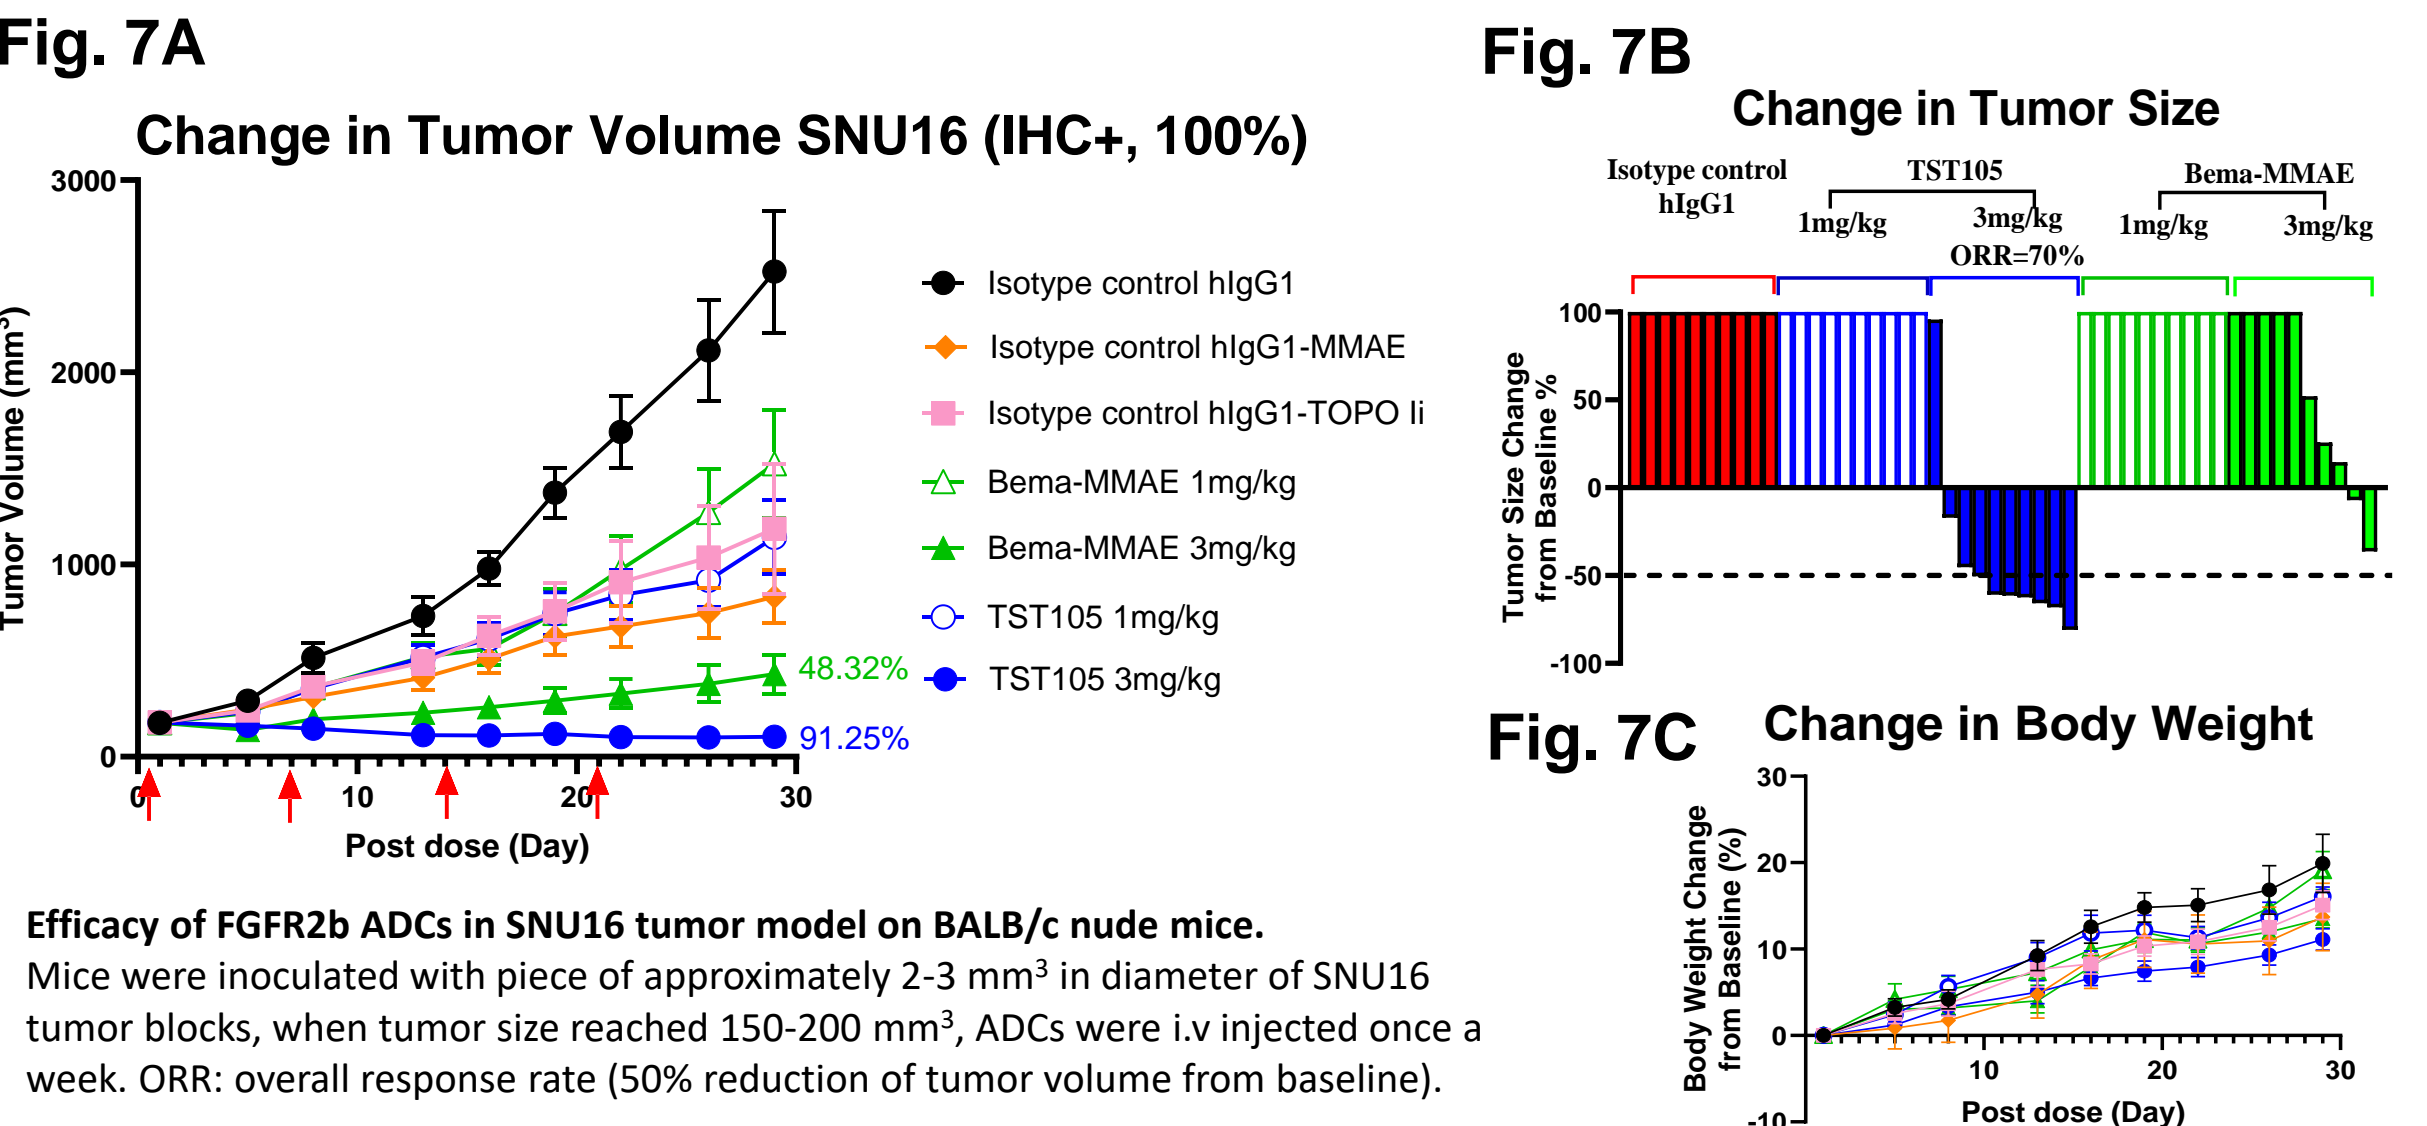 Fig. 7A
Change in Tumor Volume SNU16 (IHC+, 100%)
Tumor Volume (mm³)
3000
2000
1000
0
0
10
20
30
Post dose (Day)
48.32%
91.25%
Isotype control hIgG1
Isotype control hIgG1-MMAE
Isotype control hIgG1-TOPO Ii
Bema-MMAE 1mg/kg
Bema-MMAE 3mg/kg
TST105 1mg/kg
TST105 3mg/kg
Efficacy of FGFR2b ADCs in SNU16 tumor model on BALB/c nude mice.
Mice were inoculated with piece of approximately 2-3 mm³ in diameter of SNU16
tumor blocks, when tumor size reached 150-200 mm³, ADCs were i.v injected once a
week. ORR: overall response rate (50% reduction of tumor volume from baseline).
Fig. 7B
Change in Tumor Size
Isotype control
hIgG1
TST105
1mg/kg
3mg/kg
ORR=70%
Bema-MMAE
1mg/kg
3mg/kg
Tumor Size Change
from Baseline %
100
50
0
-50
-100
Fig. 7C
Change in Body Weight
Body Weight Change
from Baseline (%)
30
20
10
0
-10
10
20
30
Post dose (Day)